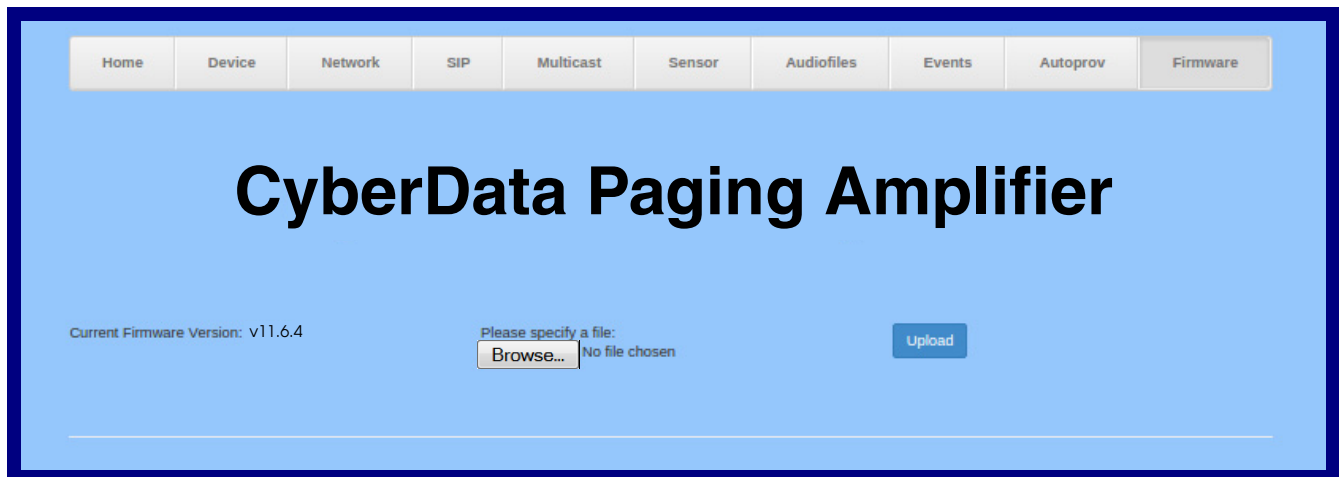 Home Device Network SIP Multicast Sensor Audiofiles Events Autoprov Firmware
CyberData Paging Amplifier
Current Firmware Version: v11.6.4
Please specify a file:
Browse... No file chosen
Upload